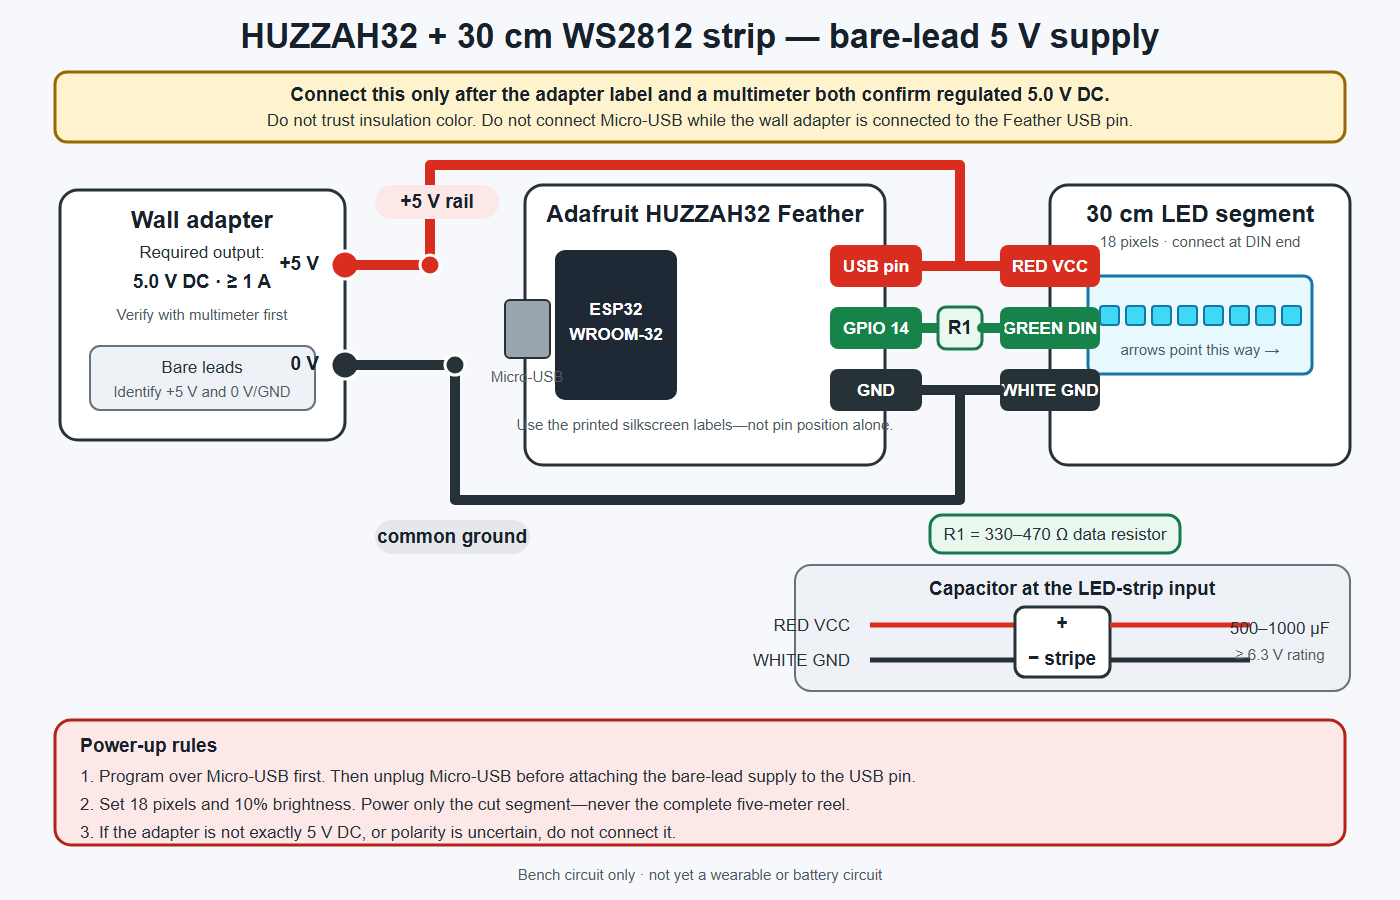 HUZZAH32 + 30 cm WS2812 strip — bare-lead 5 V supply
Connect this only after the adapter label and a multimeter both confirm regulated 5.0 V DC.
Do not trust insulation color. Do not connect Micro-USB while the wall adapter is connected to the Feather USB pin.
Wall adapter
Required output:
5.0 V DC · ≥ 1 A
Verify with multimeter first
Bare leads
Identify +5 V and 0 V/GND
+5 V
0 V
+5 V rail
common ground
Adafruit HUZZAH32 Feather
ESP32
WROOM-32
Micro-USB
Use the printed silkscreen labels—not pin position alone.
USB pin
GPIO 14
GND
R1
30 cm LED segment
18 pixels · connect at DIN end
RED VCC
GREEN DIN
WHITE GND
arrows point this way →
R1 = 330–470 Ω data resistor
Capacitor at the LED-strip input
RED VCC
WHITE GND
+
− stripe
500–1000 µF
≥ 6.3 V rating
Power-up rules
1. Program over Micro-USB first. Then unplug Micro-USB before attaching the bare-lead supply to the USB pin.
2. Set 18 pixels and 10% brightness. Power only the cut segment—never the complete five-meter reel.
3. If the adapter is not exactly 5 V DC, or polarity is uncertain, do not connect it.
Bench circuit only · not yet a wearable or battery circuit